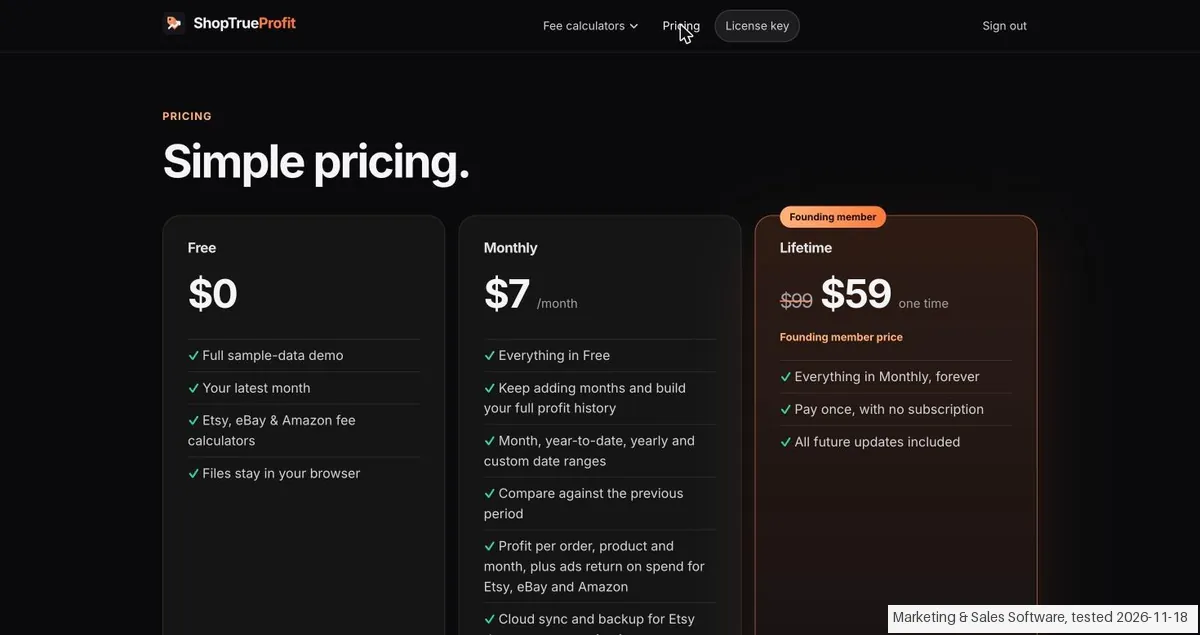 ShopTrueProfit
Fee calculators
Pricing
License key
Sign out
PRICING
Simple pricing.
Free
$0
✓ Full sample-data demo
✓ Your latest month
✓ Etsy, eBay & Amazon fee
calculators
✓ Files stay in your browser
Monthly
$7 /month
✓ Everything in Free
✓ Keep adding months and build
your full profit history
✓ Month, year-to-date, yearly and
custom date ranges
✓ Compare against the previous
period
✓ Profit per order, product and
month, plus ads return on spend for
Etsy, eBay and Amazon
✓ Cloud sync and backup for Etsy
Founding member
Lifetime
$99 $59 one time
Founding member price
✓ Everything in Monthly, forever
✓ Pay once, with no subscription
✓ All future updates included
Marketing & Sales Software, tested 2026-11-18